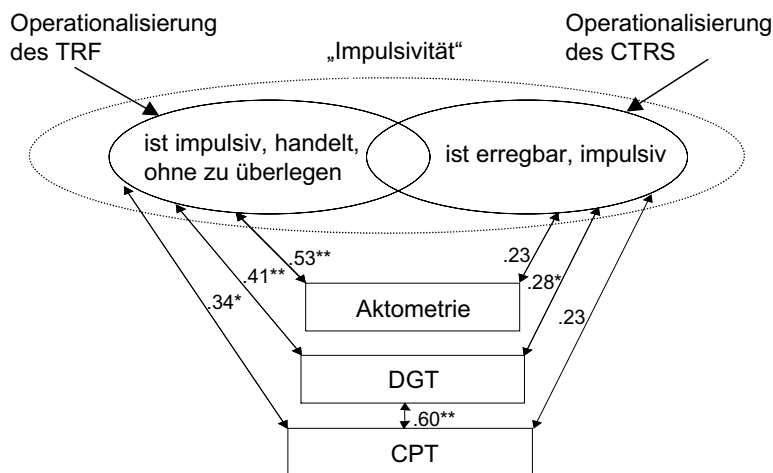 Operationalisierung
des TRF
„Impulsivität“
Operationalisierung
des CTRS
ist impulsiv, handelt,
ohne zu überlegen
ist erregbar, impulsiv
.53**
.23
.41**
.28*
.34*
.23
Aktometrie
DGT
.60**
CPT